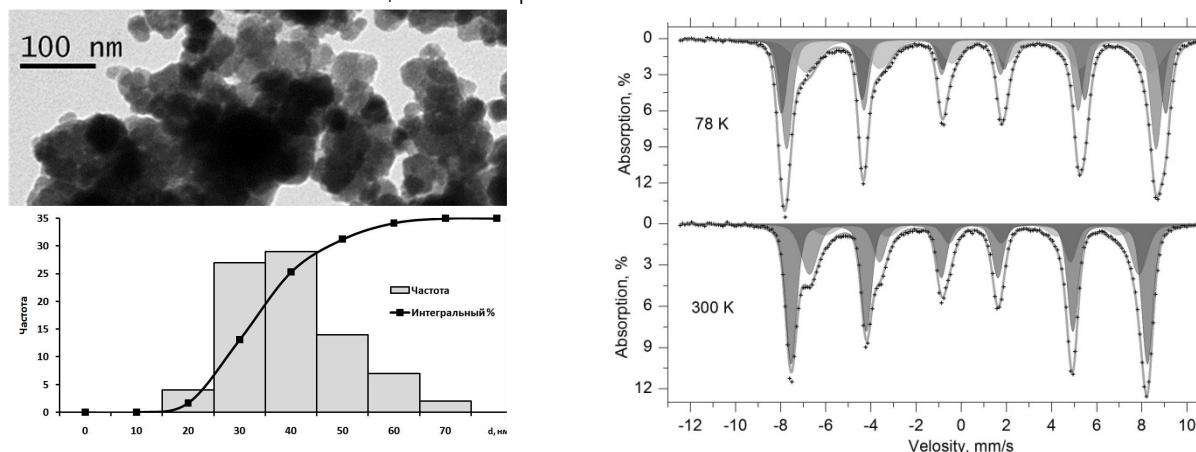 100 nm
35
30
25
20
15
10
5
0
Частота
Частота
Интегральный %
0 10 20 30 40 50 60 70 d, нм
0
3
6
9
12
Absorption, %
78 K
0
3
6
9
12
Absorption, %
300 K
-12 -10 -8 -6 -4 -2 0 2 4 6 8 10
Velosity, mm/s